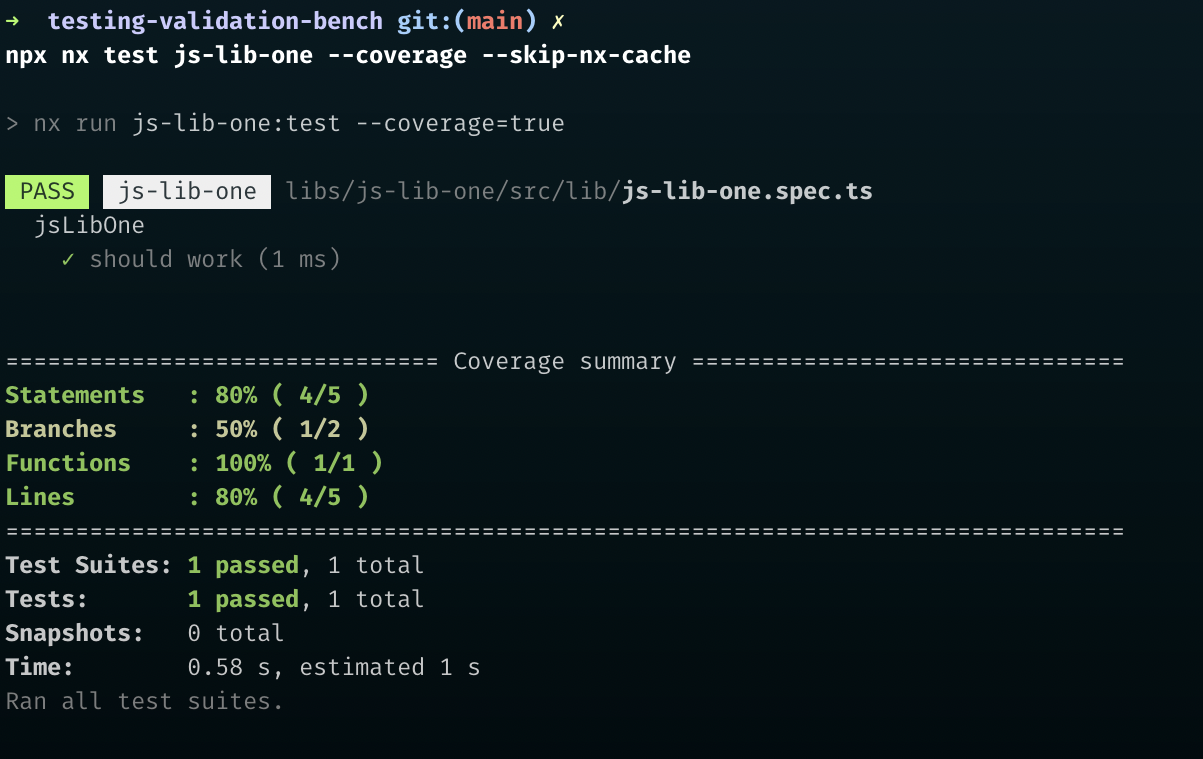 ➜  testing-validation-bench git:(main) ✗
npx nx test js-lib-one --coverage --skip-nx-cache
> nx run js-lib-one:test --coverage=true
PASS  js-lib-one  libs/js-lib-one/src/lib/js-lib-one.spec.ts
  jsLibOne
    ✓ should work (1 ms)
=============================== Coverage summary ===============================
Statements   : 80% ( 4/5 )
Branches     : 50% ( 1/2 )
Functions    : 100% ( 1/1 )
Lines        : 80% ( 4/5 )
================================================================================
Test Suites: 1 passed, 1 total
Tests:       1 passed, 1 total
Snapshots:   0 total
Time:        0.58 s, estimated 1 s
Ran all test suites.